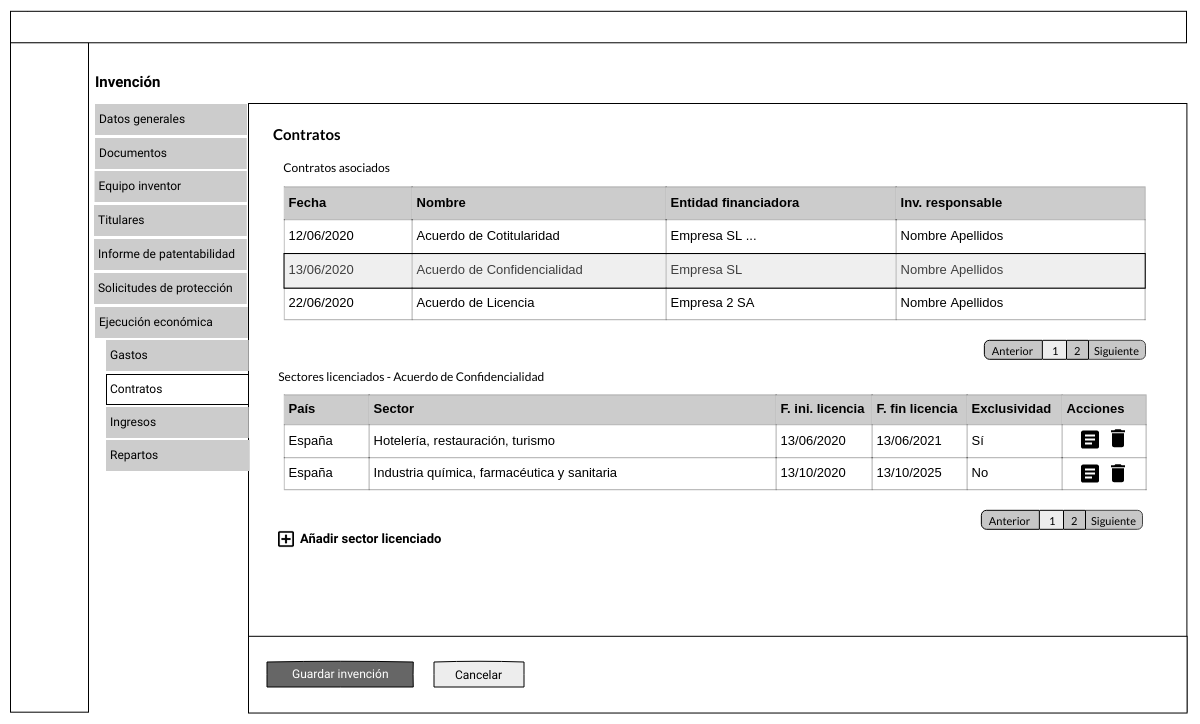 Invención
Datos generales
Documentos
Equipo inventor
Titulares
Informe de patentabilidad
Solicitudes de protección
Ejecución económica
Gastos
Contratos
Ingresos
Repartos
Contratos
Contratos asociados
Fecha Nombre Entidad financiadora Inv. responsable
12/06/2020 Acuerdo de Cotitularidad Empresa SL ... Nombre Apellidos
13/06/2020 Acuerdo de Confidencialidad Empresa SL Nombre Apellidos
22/06/2020 Acuerdo de Licencia Empresa 2 SA Nombre Apellidos
Anterior 1 2 Siguiente
Sectores licenciados - Acuerdo de Confidencialidad
País Sector F. ini. licencia F. fin licencia Exclusividad Acciones
España Hotelería, restauración, turismo 13/06/2020 13/06/2021 Sí
España Industria química, farmacéutica y sanitaria 13/10/2020 13/10/2025 No
Anterior 1 2 Siguiente
Añadir sector licenciado
Guardar invención Cancelar